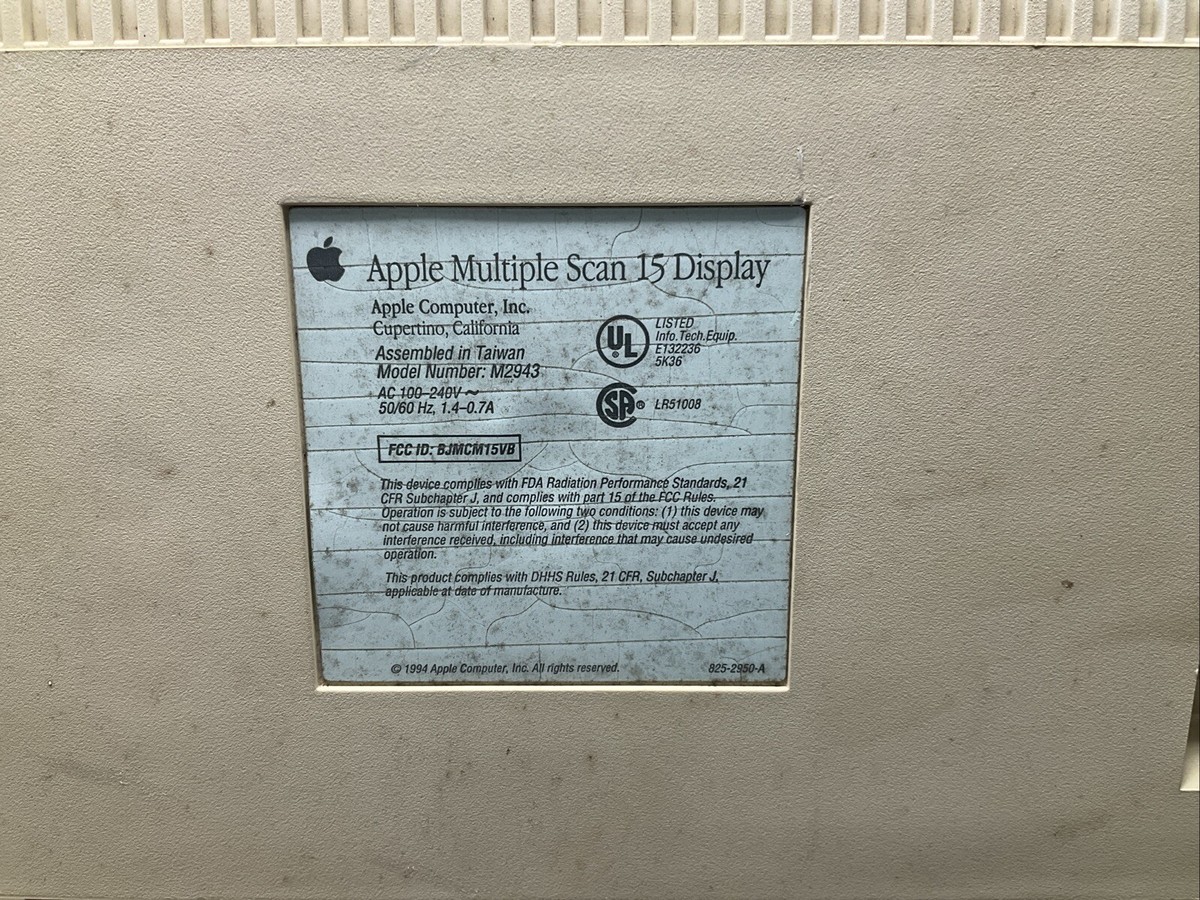 Apple Multiple Scan 15 Display
Apple Computer, Inc.
Cupertino, California
Assembled in Taiwan
Model Number: M2943
AC 100–240V ~
50/60 Hz, 1.4–0.7A
UL
LISTED
Info.Tech.Equip.
E132236
5K36
SA ® LR51008
FCC ID: BJMCM15VB
This device complies with FDA Radiation Performance Standards, 21
CFR Subchapter J, and complies with part 15 of the FCC Rules.
Operation is subject to the following two conditions: (1) this device may
not cause harmful interference, and (2) this device must accept any
interference received, including interference that may cause undesired
operation.
This product complies with DHHS Rules, 21 CFR, Subchapter J,
applicable at date of manufacture.
© 1994 Apple Computer, Inc. All rights reserved. 825-2950-A